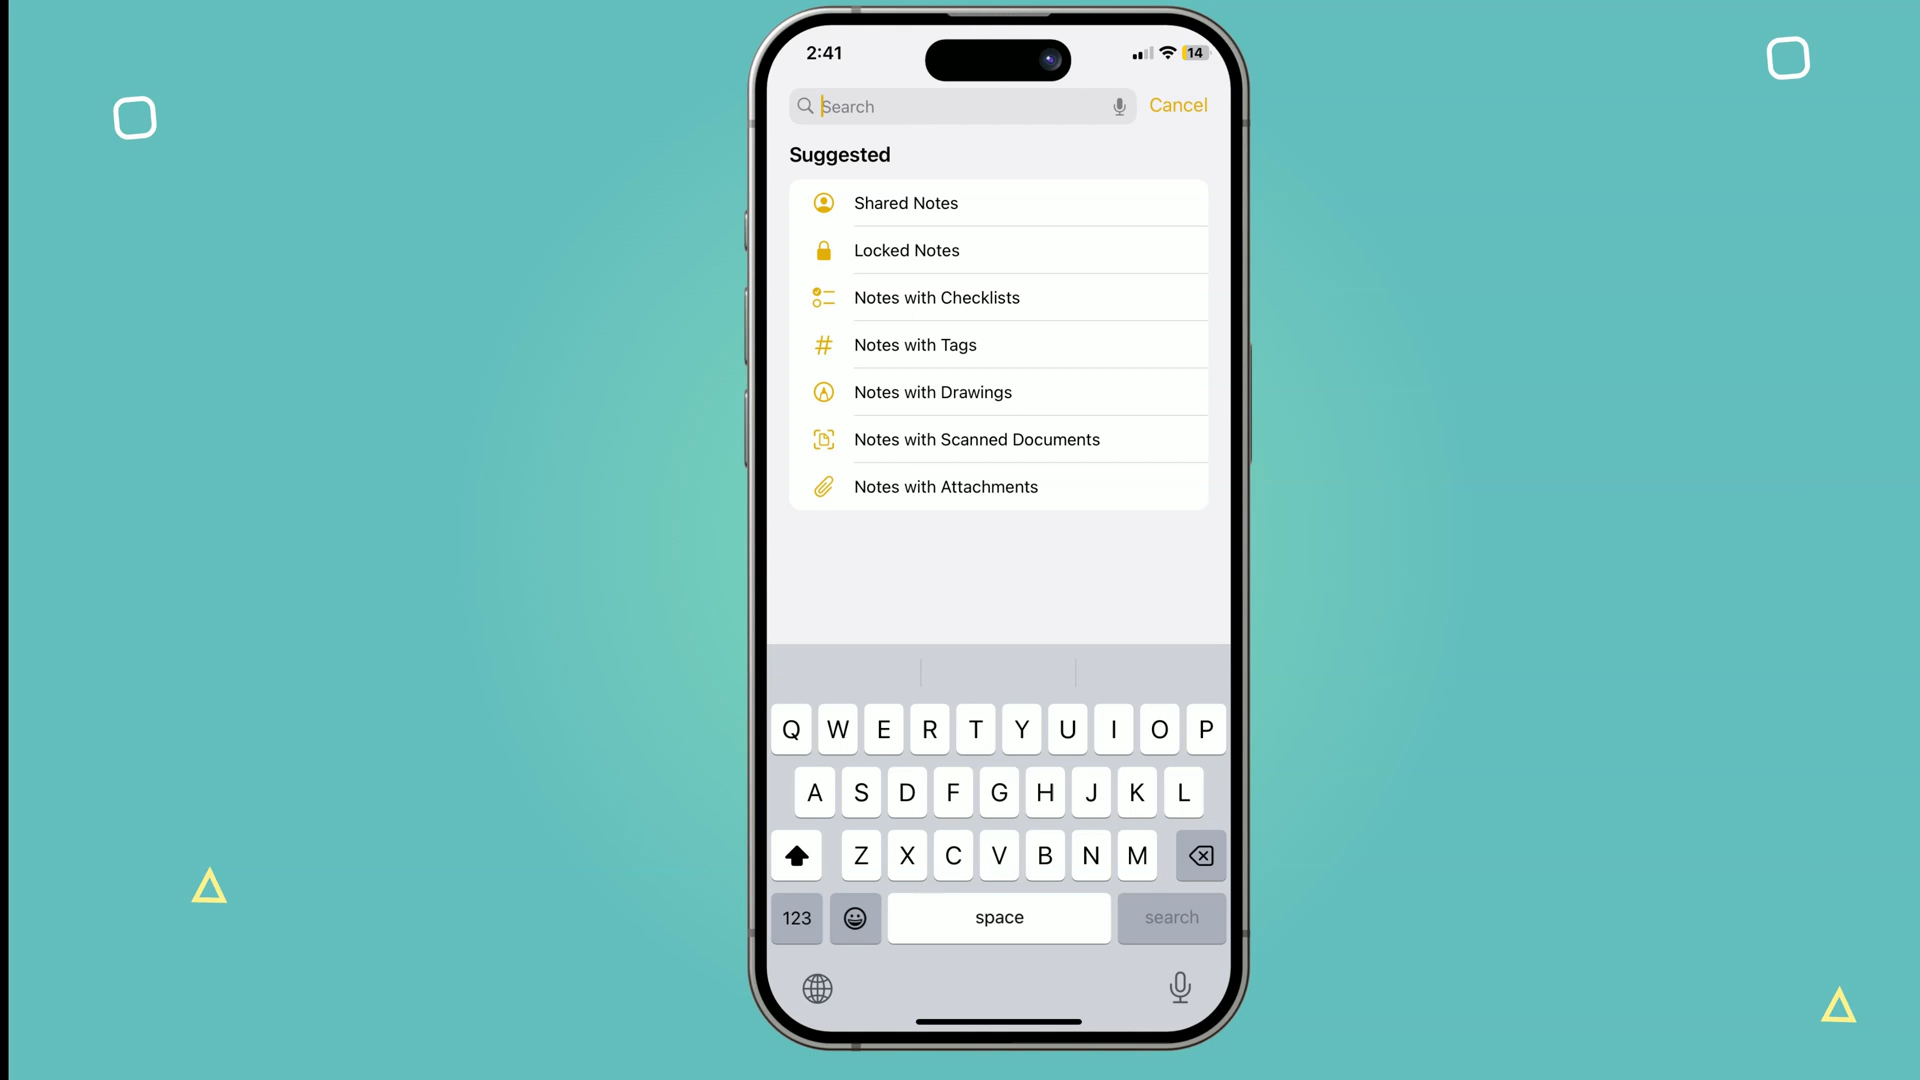 2:41
14
Search
Cancel
Suggested
Shared Notes
Locked Notes
Notes with Checklists
Notes with Tags
Notes with Drawings
Notes with Scanned Documents
Notes with Attachments
Q W E R T Y U I O P
A S D F G H J K L
Z X C V B N M
123 space search